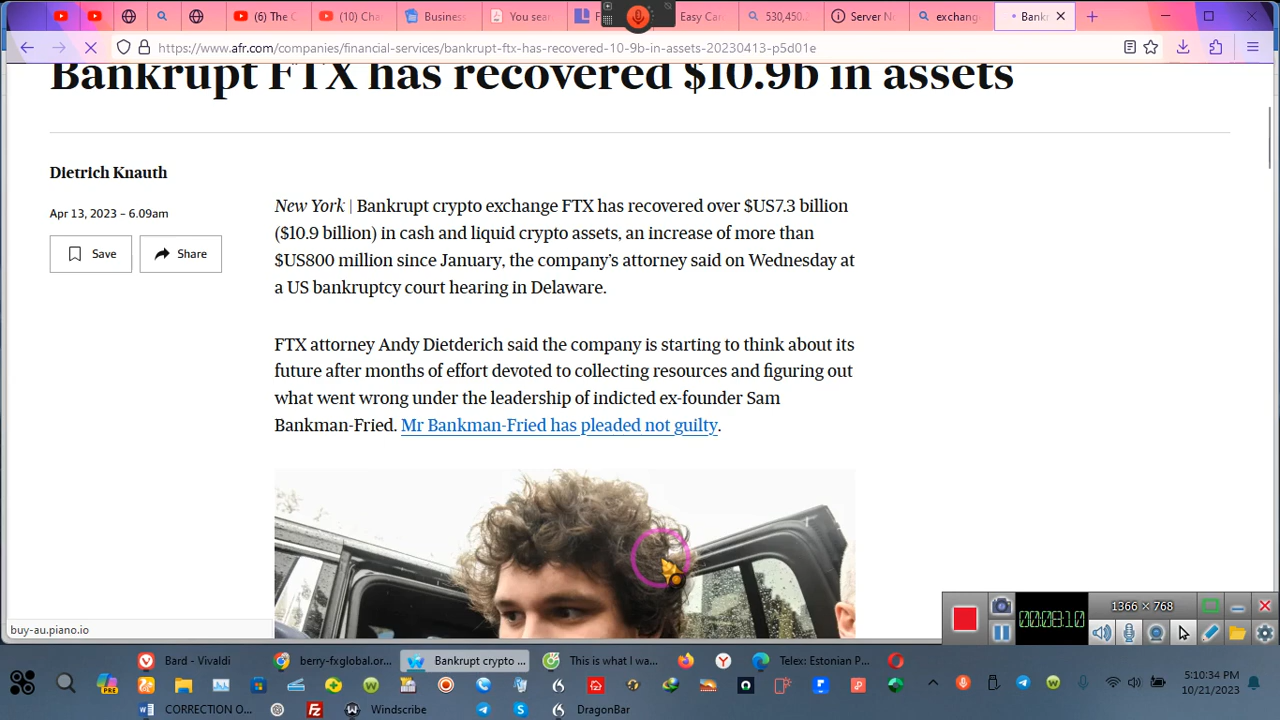 (6) The C
(10) Cha
Business
You sea
F
Easy Car
530,450.2
Server N
exchang
Bankr
https://www.afr.com/companies/financial-services/bankrupt-ftx-has-recovered-10-9b-in-assets-20230413-p5d01e
Bankrupt FTX has recovered $10.9b in assets
Dietrich Knauth
Apr 13, 2023 – 6.09am
Save
Share
New York | Bankrupt crypto exchange FTX has recovered over $US7.3 billion
($10.9 billion) in cash and liquid crypto assets, an increase of more than
$US800 million since January, the company's attorney said on Wednesday at
a US bankruptcy court hearing in Delaware.
FTX attorney Andy Dietderich said the company is starting to think about its
future after months of effort devoted to collecting resources and figuring out
what went wrong under the leadership of indicted ex-founder Sam
Bankman-Fried. Mr Bankman-Fried has pleaded not guilty.
buy-au.piano.io
00:08:10
1366 × 768
Bard - Vivaldi
berry-fxglobal.or...
Bankrupt crypto ...
This is what I wa...
Telex: Estonian P...
PRE
5:10:34 PM
10/21/2023
CORRECTION O...
Windscribe
DragonBar